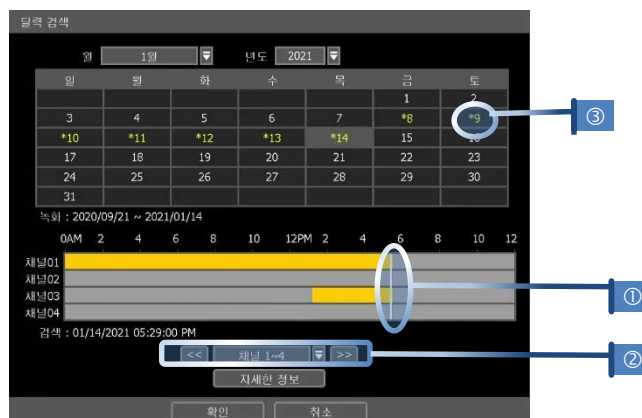 달력 검색
월 1월 년도 2021
일 월 화 수 목 금 토
1 2
3 4 5 6 7 *8 *9 ③
*10 *11 *12 *13 *14 15
17 18 19 20 21 22 23
24 25 26 27 28 29 30
31
녹화 : 2020/09/21 ~ 2021/01/14
0AM 2 4 6 8 10 12PM 2 4 6 8 10 12
채널01
채널02
채널03 ①
채널04
검색 : 01/14/2021 05:29:00 PM
<< 채널 1~4 >> ②
자세한 정보
확인 취소